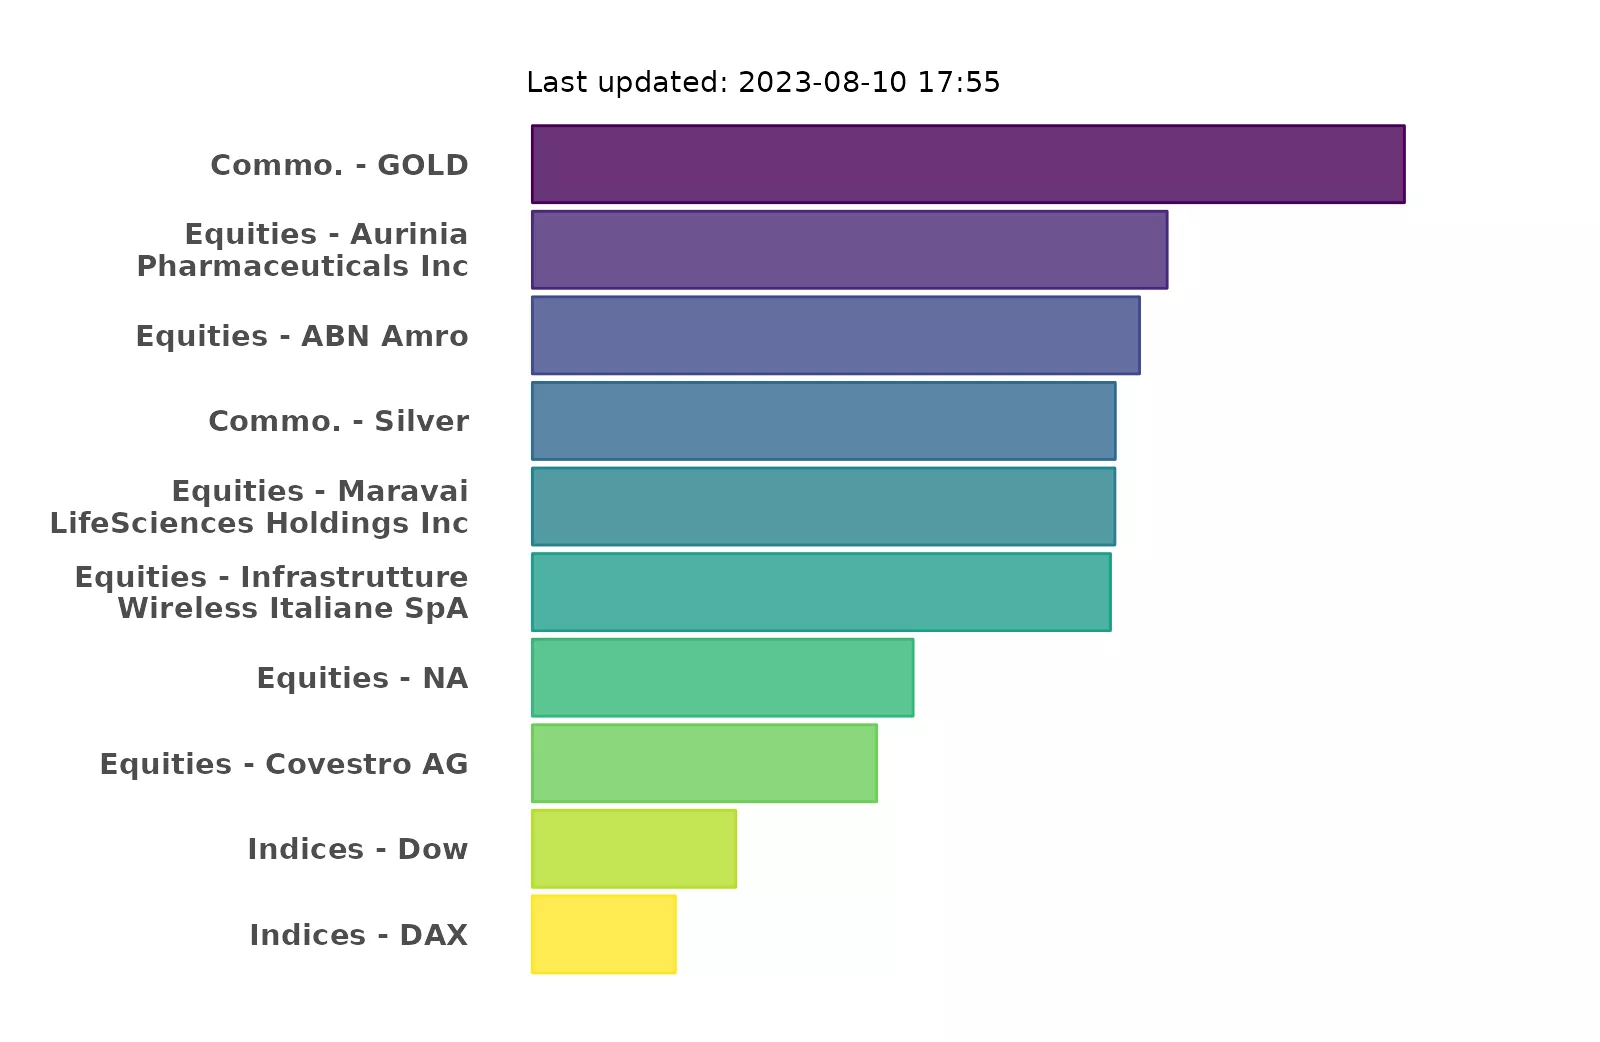 Last updated: 2023-08-10 17:55
Commo. - GOLD
Equities - Aurinia
Pharmaceuticals Inc
Equities - ABN Amro
Commo. - Silver
Equities - Maravai
LifeSciences Holdings Inc
Equities - Infrastrutture
Wireless Italiane SpA
Equities - NA
Equities - Covestro AG
Indices - Dow
Indices - DAX